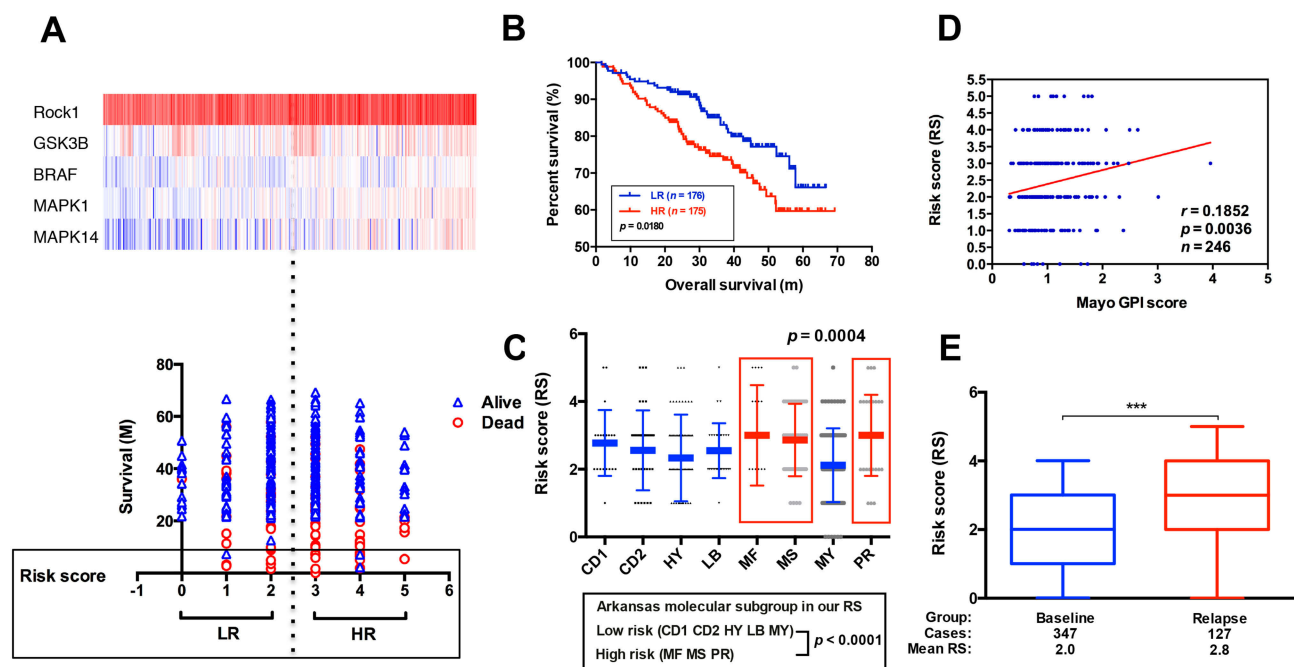 A
Rock1
GSK3B
BRAF
MAPK1
MAPK14
Survival (M)
80
60
40
20
Alive
Dead
Risk score
-1 0 1 2 3 4 5 6
LR HR
B
Percent survival (%)
100
90
80
70
60
50
LR (n = 176)
HR (n = 175)
p = 0.0180
0 10 20 30 40 50 60 70 80
Overall survival (m)
C
p = 0.0004
Risk score (RS)
6
4
2
0
CD1 CD2 HY LB MF MS MY PR
Arkansas molecular subgroup in our RS
Low risk (CD1 CD2 HY LB MY)
High risk (MF MS PR)
p < 0.0001
D
Risk score (RS)
5.5
5.0
4.5
4.0
3.5
3.0
2.5
2.0
1.5
1.0
0.5
0.0
r = 0.1852
p = 0.0036
n = 246
0 1 2 3 4 5
Mayo GPI score
E
***
Risk score (RS)
6
4
2
0
Group: Baseline Relapse
Cases: 347 127
Mean RS: 2.0 2.8